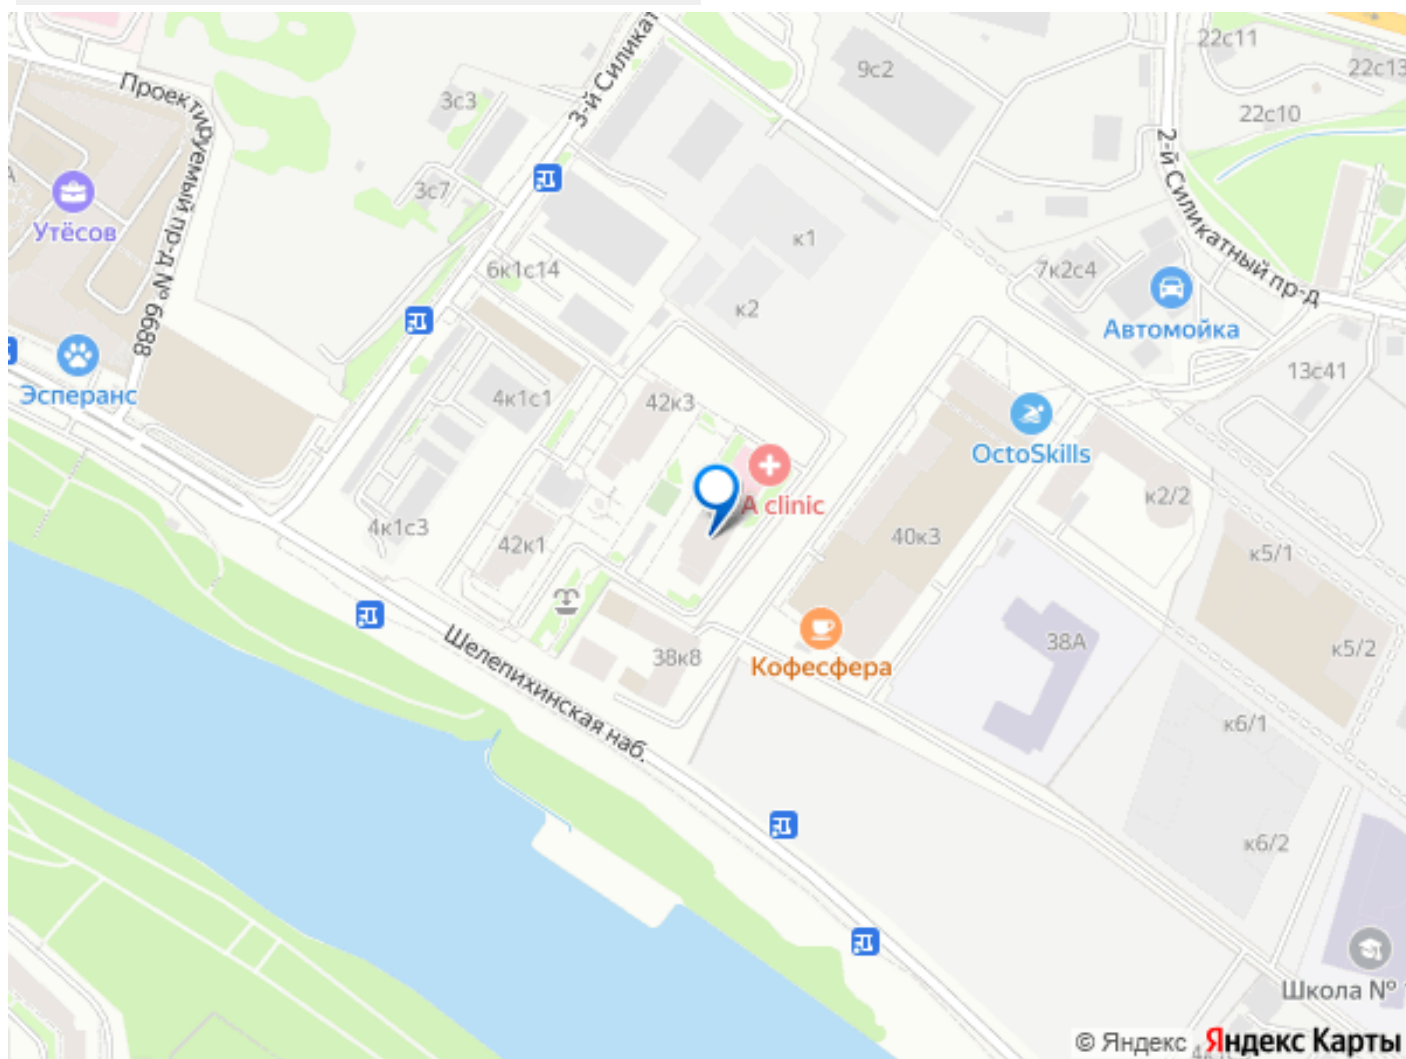 22с11
22с13
9с2
3-й Силикат
3с3
22с10
Проектируемый пр-д № 6688
2-й Силикатный пр-д
3с7
Утёсов
к1
6к1с14
7к2с4
к2
Автомойка
Эсперанс
13с41
4к1с1
42к3
OctoSkills
A clinic
к2/2
4к1с3
42к1
40к3
к5/1
38А
38к8
Кофесфера
к5/2
Шелепихинская наб.
к6/1
к6/2
Школа №
© Яндекс Яндекс Карты